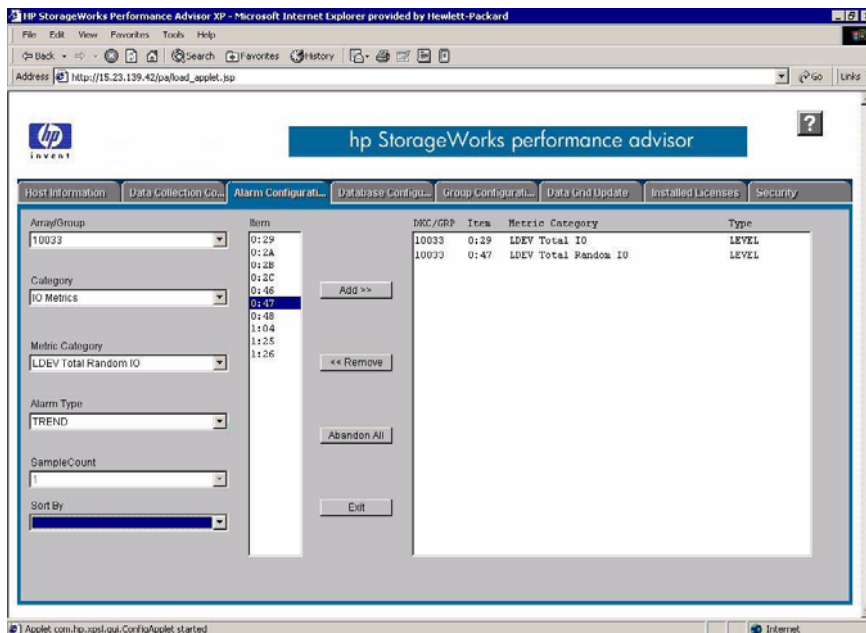 HP StorageWorks Performance Advisor XP - Microsoft Internet Explorer provided by Hewlett-Packard
File Edit View Favorites Tools Help
Back Search Favorites History
Address http://15.23.139.42/pa/load_applet.jsp Go Links
hp
invent
hp StorageWorks performance advisor
?
Host Information Data Collection Co... Alarm Configurati... Database Configu... Group Configurati... Data Grid Update Installed Licenses Security
Array/Group
10033
Category
IO Metrics
Metric Category
LDEV Total Random IO
Alarm Type
TREND
SampleCount
1
Sort By
Item
0:29
0:2A
0:2B
0:2C
0:46
0:47
0:48
1:04
1:25
1:26
Add >>
<< Remove
Abandon All
Exit
DKC/GRP Item Metric Category Type
10033 0:29 LDEV Total IO LEVEL
10033 0:47 LDEV Total Random IO LEVEL
Applet com.hp.xpsl.gui.ConfigApplet started Internet